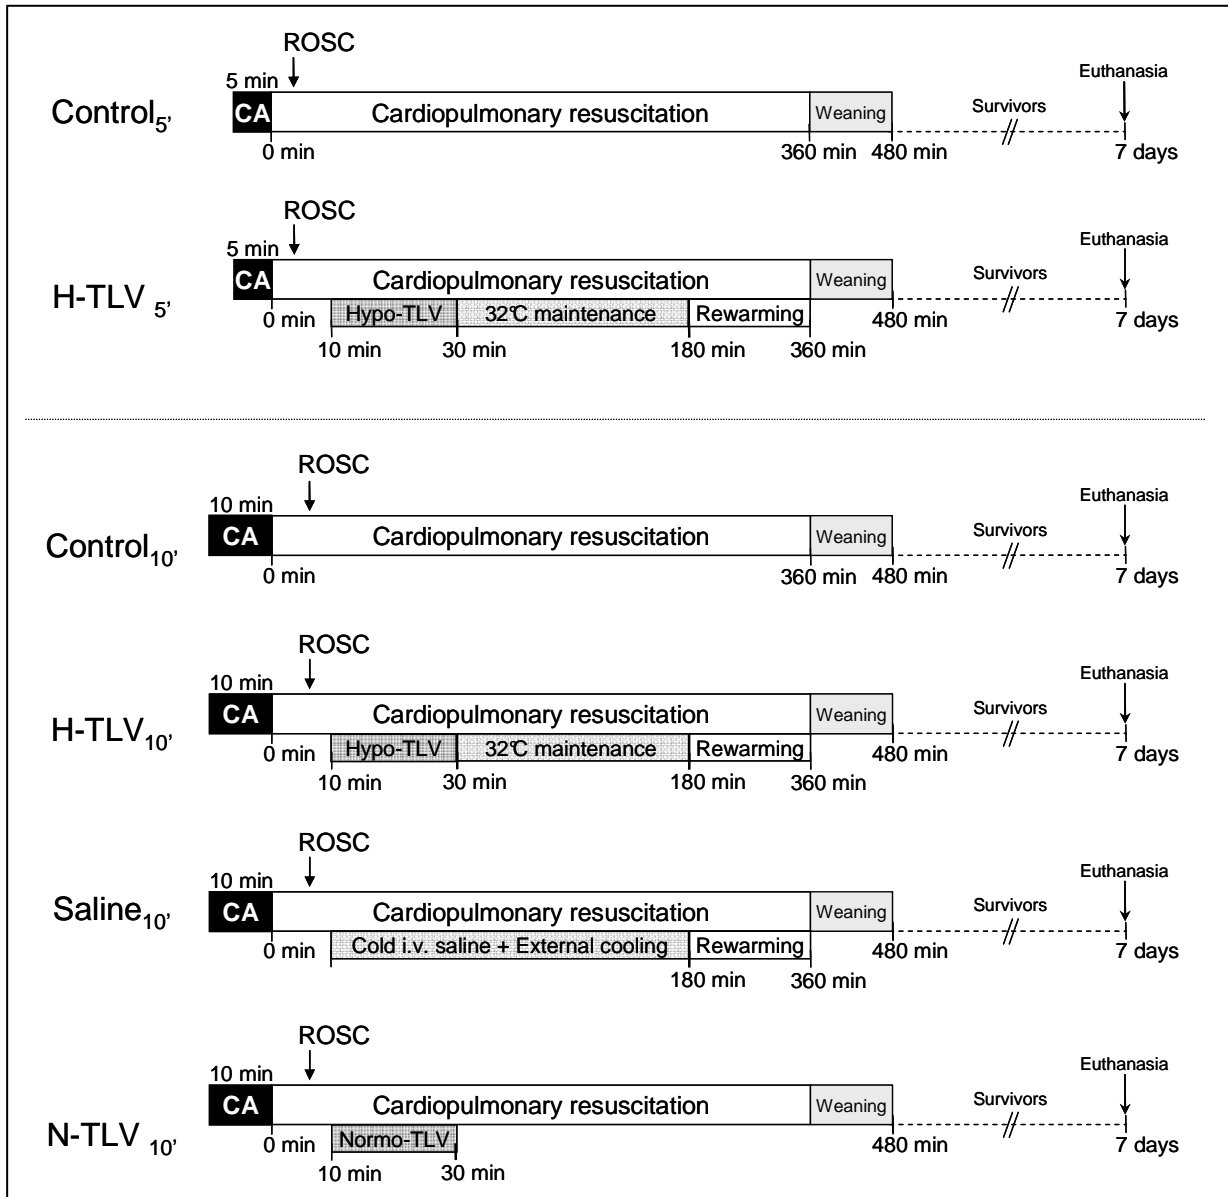 ROSC
5 min
Control5'
CA
Cardiopulmonary resuscitation
Weaning
Survivors
Euthanasia
0 min
360 min
480 min
7 days
ROSC
5 min
H-TLV 5'
CA
Cardiopulmonary resuscitation
Weaning
Survivors
Euthanasia
Hypo-TLV
32°C maintenance
Rewarming
0 min
10 min
30 min
180 min
360 min
480 min
7 days
ROSC
10 min
Control10'
CA
Cardiopulmonary resuscitation
Weaning
Survivors
Euthanasia
0 min
360 min
480 min
7 days
ROSC
10 min
H-TLV10'
CA
Cardiopulmonary resuscitation
Weaning
Survivors
Euthanasia
Hypo-TLV
32°C maintenance
Rewarming
0 min
10 min
30 min
180 min
360 min
480 min
7 days
ROSC
10 min
Saline10'
CA
Cardiopulmonary resuscitation
Weaning
Survivors
Euthanasia
Cold i.v. saline + External cooling
Rewarming
0 min
180 min
360 min
480 min
7 days
ROSC
10 min
N-TLV 10'
CA
Cardiopulmonary resuscitation
Weaning
Survivors
Euthanasia
Normo-TLV
0 min
10 min
30 min
480 min
7 days